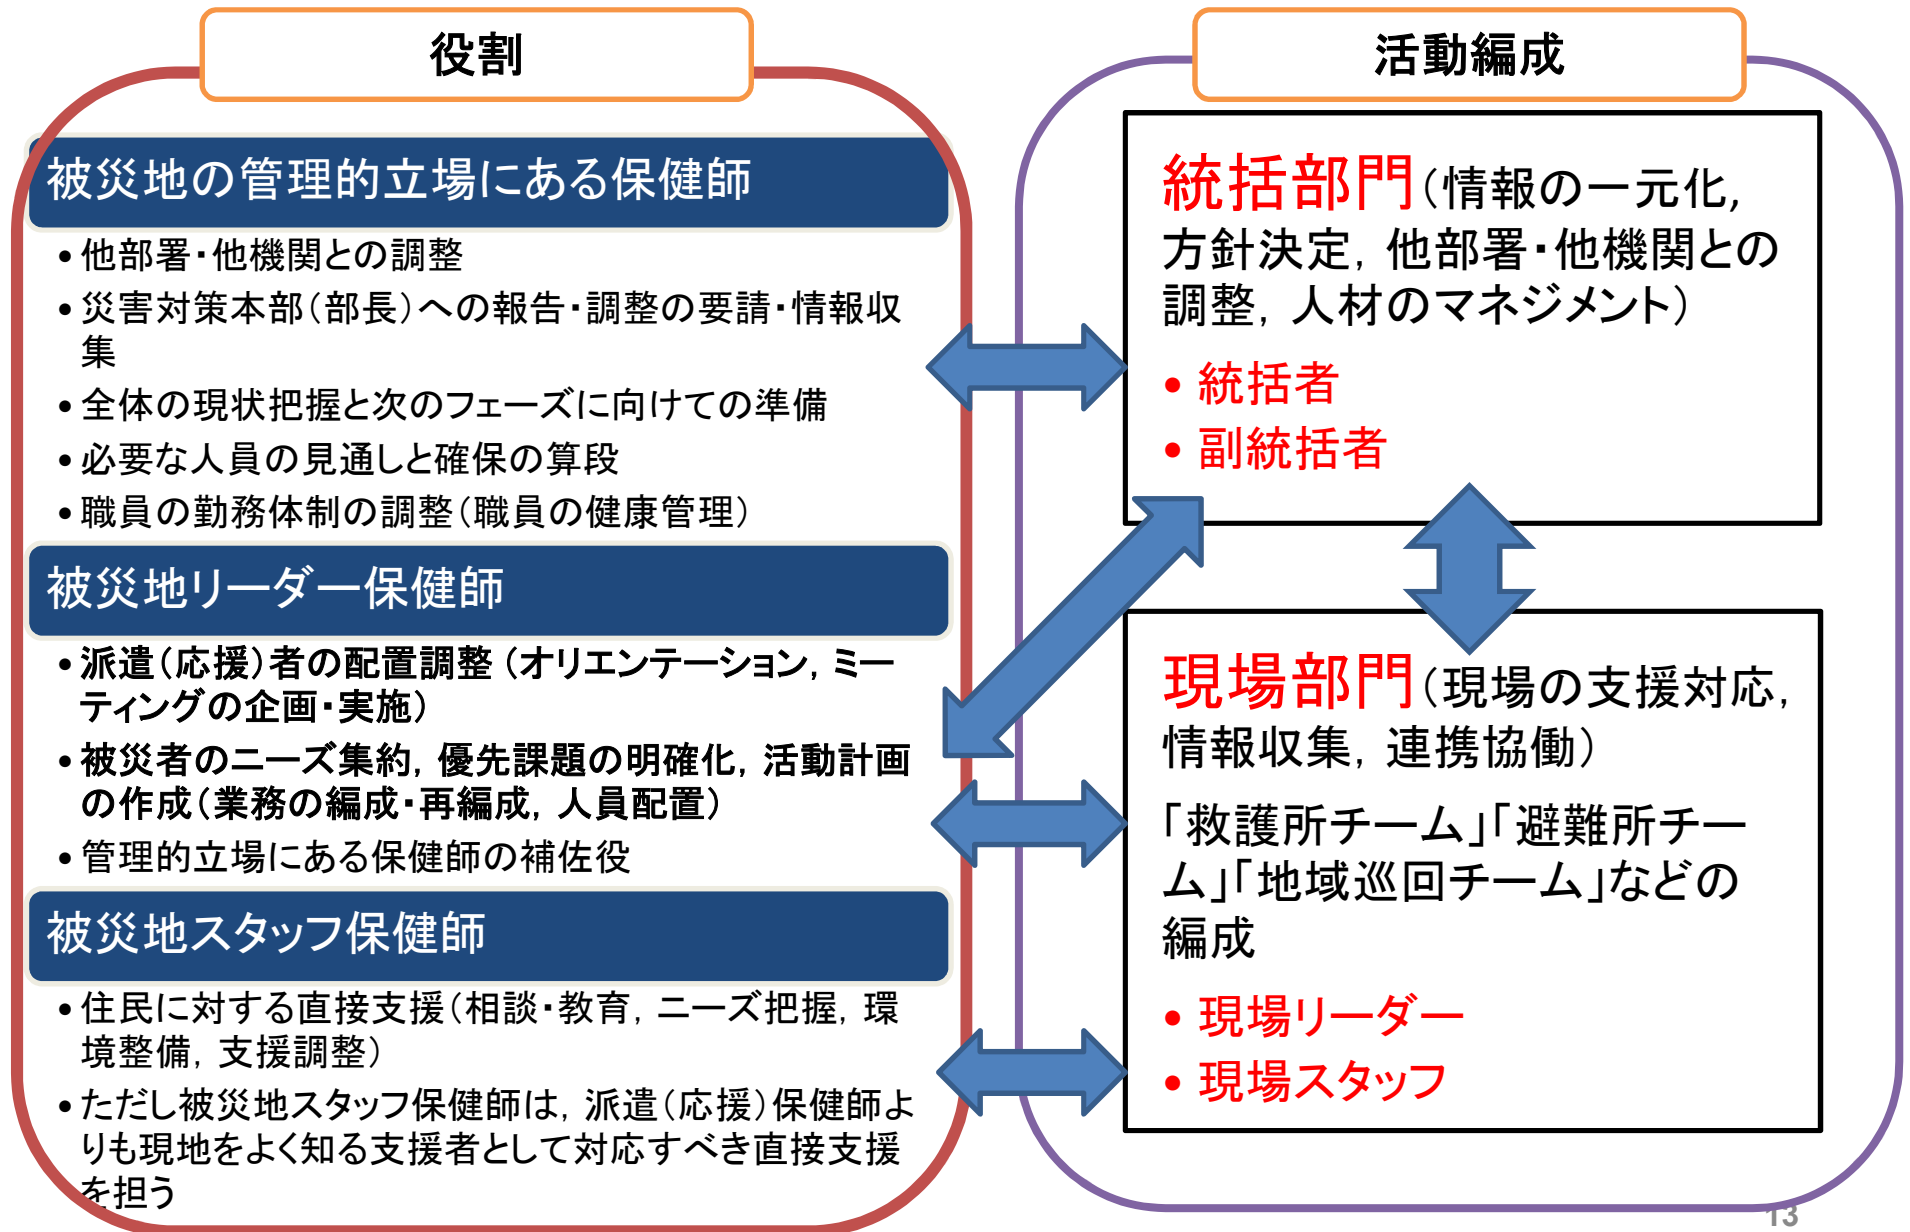 役割
被災地の管理的立場にある保健師
•他部署・他機関との調整
•災害対策本部（部長）への報告・調整の要請・情報収
集
•全体の現状把握と次のフェーズに向けての準備
•必要な人員の見通しと確保の算段
•職員の勤務体制の調整（職員の健康管理）
被災地リーダー保健師
•派遣（応援）者の配置調整（オリエンテーション，ミー
ティングの企画・実施）
•被災者のニーズ集約，優先課題の明確化，活動計画
の作成（業務の編成・再編成，人員配置）
•管理的立場にある保健師の補佐役
被災地スタッフ保健師
•住民に対する直接支援（相談・教育，ニーズ把握，環
境整備，支援調整）
•ただし被災地スタッフ保健師は，派遣（応援）保健師よ
りも現地をよく知る支援者として対応すべき直接支援
を担う
活動編成
統括部門（情報の一元化，
方針決定，他部署・他機関との
調整，人材のマネジメント）
•統括者
•副統括者
現場部門（現場の支援対応，
情報収集，連携協働）
「救護所チーム」「避難所チー
ム」「地域巡回チーム」などの
編成
•現場リーダー
•現場スタッフ
13